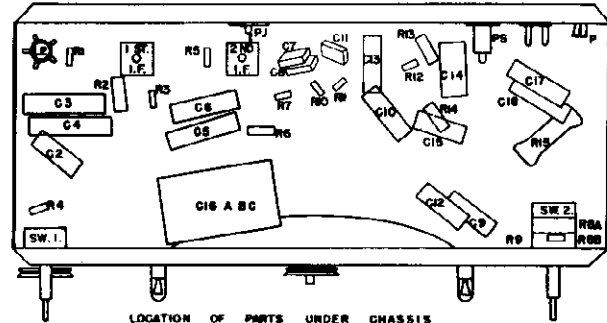 PJ
PS
P
P
R1
1 ST.
I.F.
R5
2 ND
I.F.
C7
C8
C11
C13
R13
R12
C14
C17
C18
R2
R3
C3
C4
C6
C5
R7
R10
R11
C10
R14
C15
R15
C2
R6
R4
C16 A BC
C12
C9
SW. 1.
SW 2.
R8A
R8B
R9
LOCATION OF PARTS UNDER CHASSIS